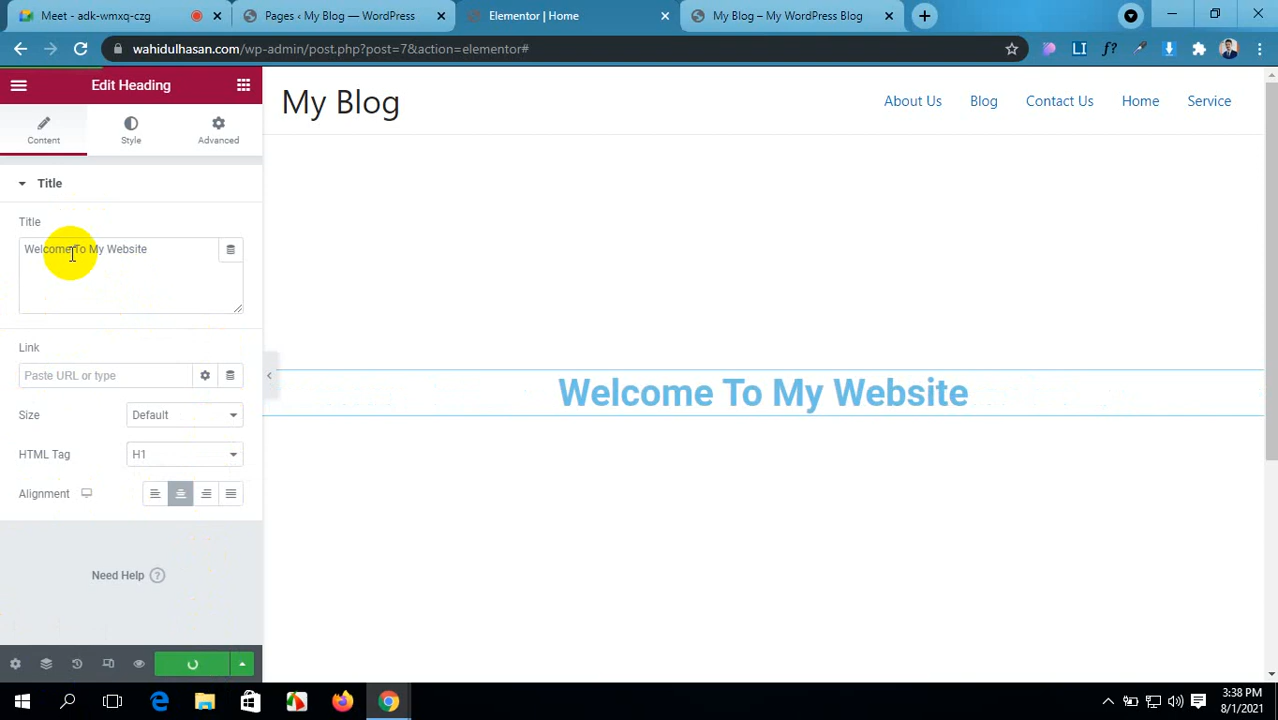 Meet - adk-wmxq-czg
Pages ‹ My Blog — WordPress
Elementor | Home
My Blog – My WordPress Blog
wahidulhasan.com/wp-admin/post.php?post=7&action=elementor#
LI
f?
Edit Heading
Content
Style
Advanced
My Blog
About Us
Blog
Contact Us
Home
Service
Title
Title
Welcome To My Website
Link
Paste URL or type
Size
Default
HTML Tag
H1
Alignment
Need Help ?
Welcome To My Website
3:38 PM
8/1/2021